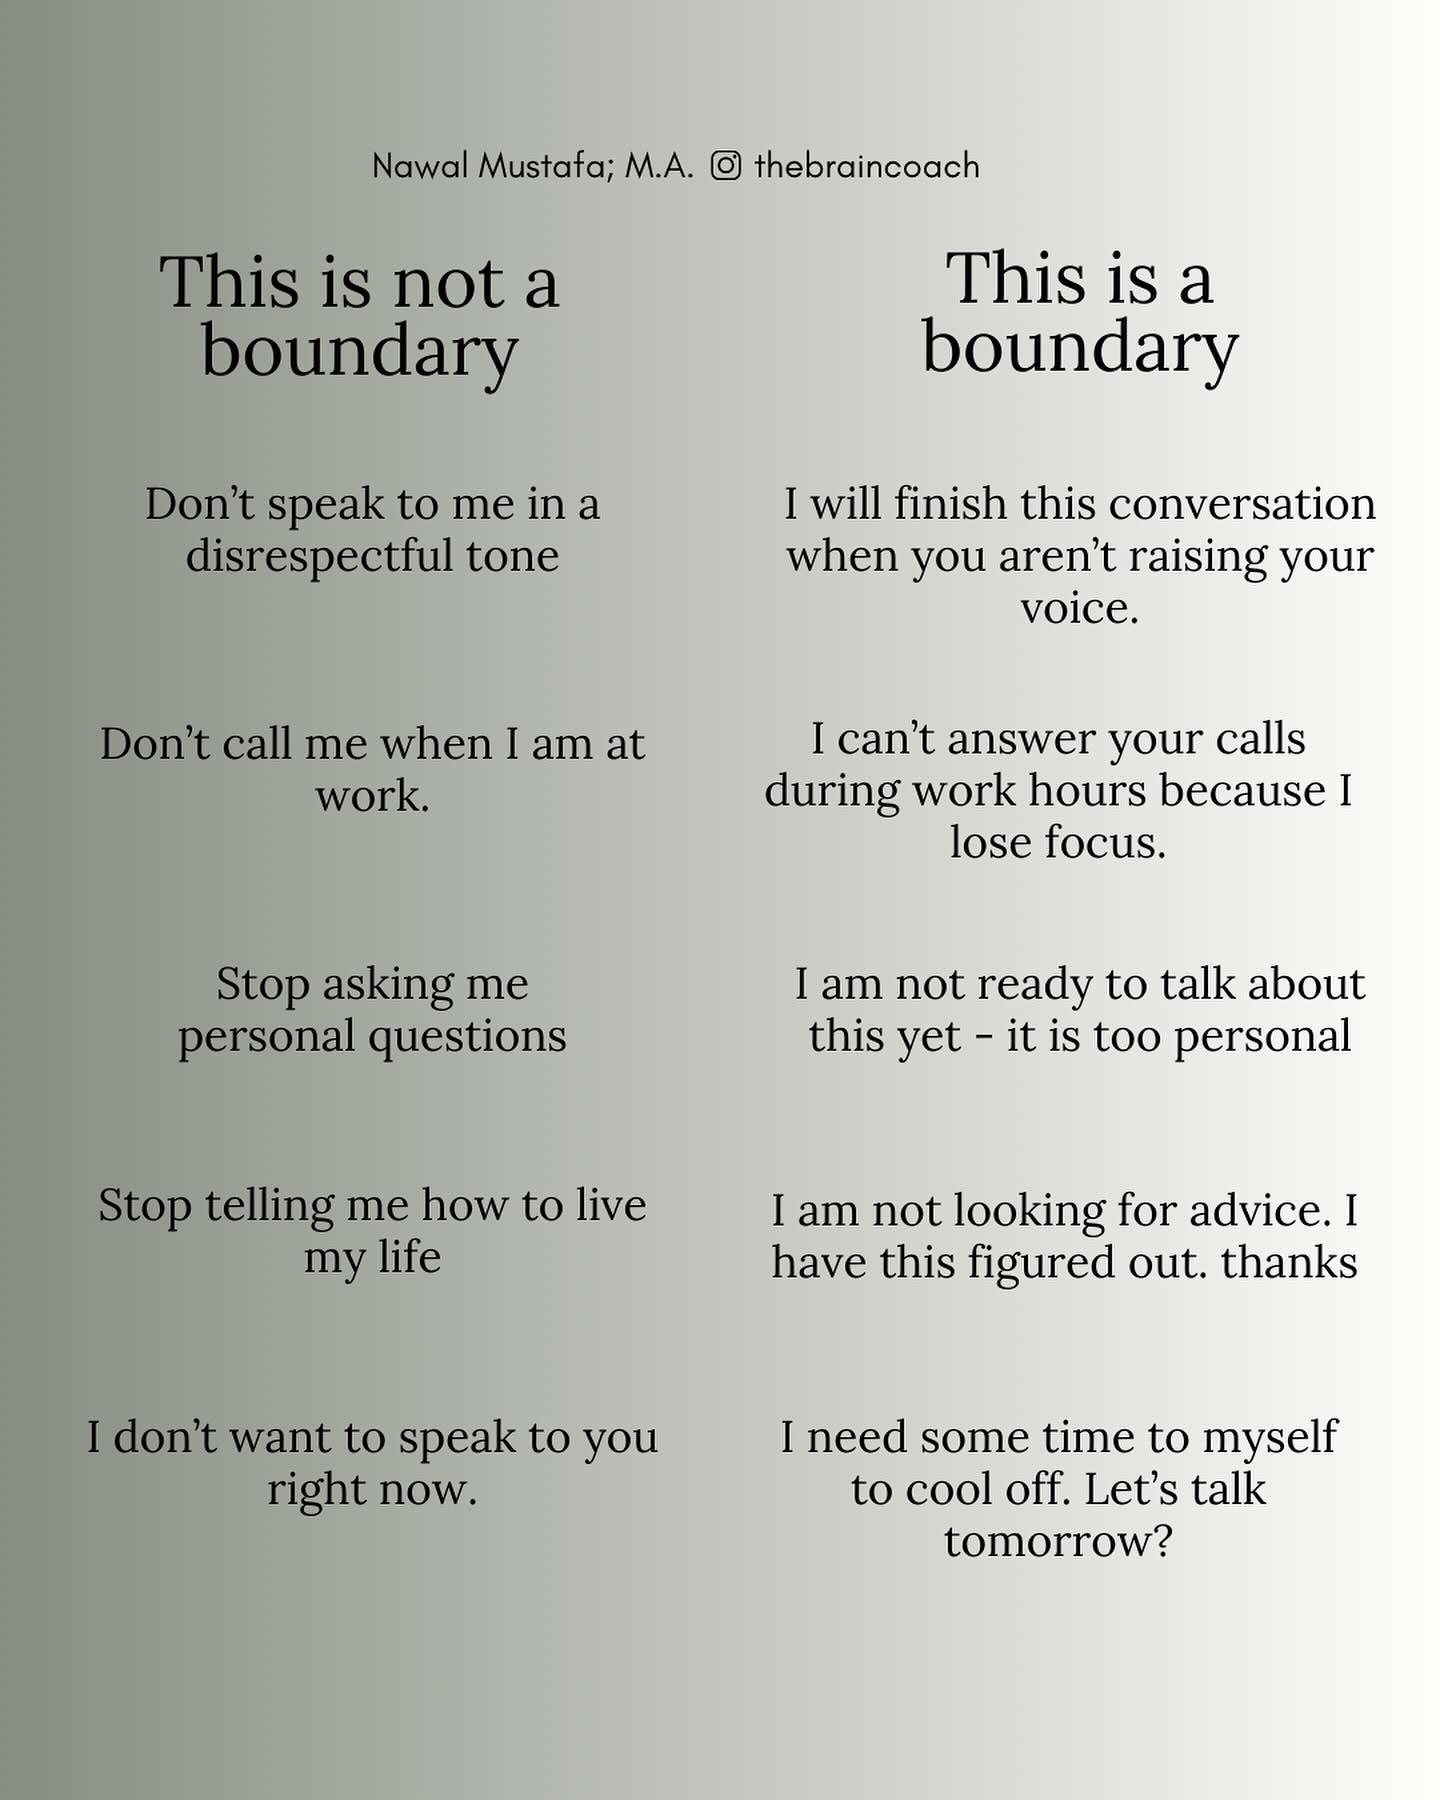 Nawal Mustafa; M.A. thebraincoach
This is not a
boundary
Don’t speak to me in a
disrespectful tone
Don’t call me when I am at
work.
Stop asking me
personal questions
Stop telling me how to live
my life
I don’t want to speak to you
right now.
This is a
boundary
I will finish this conversation
when you aren’t raising your
voice.
I can’t answer your calls
during work hours because I
lose focus.
I am not ready to talk about
this yet - it is too personal
I am not looking for advice. I
have this figured out. thanks
I need some time to myself
to cool off. Let’s talk
tomorrow?